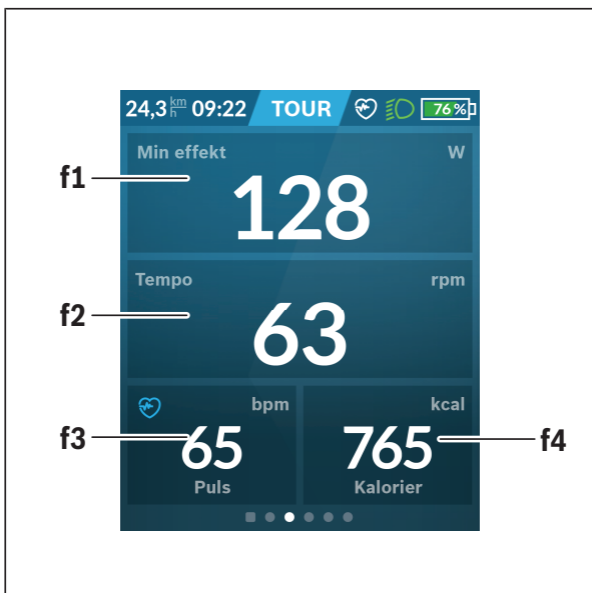 24,3 km/h 09:22 TOUR 76%
Min effekt W
f1
128
Tempo rpm
f2
63
bpm kcal
f3 65 765 f4
Puls Kalorier